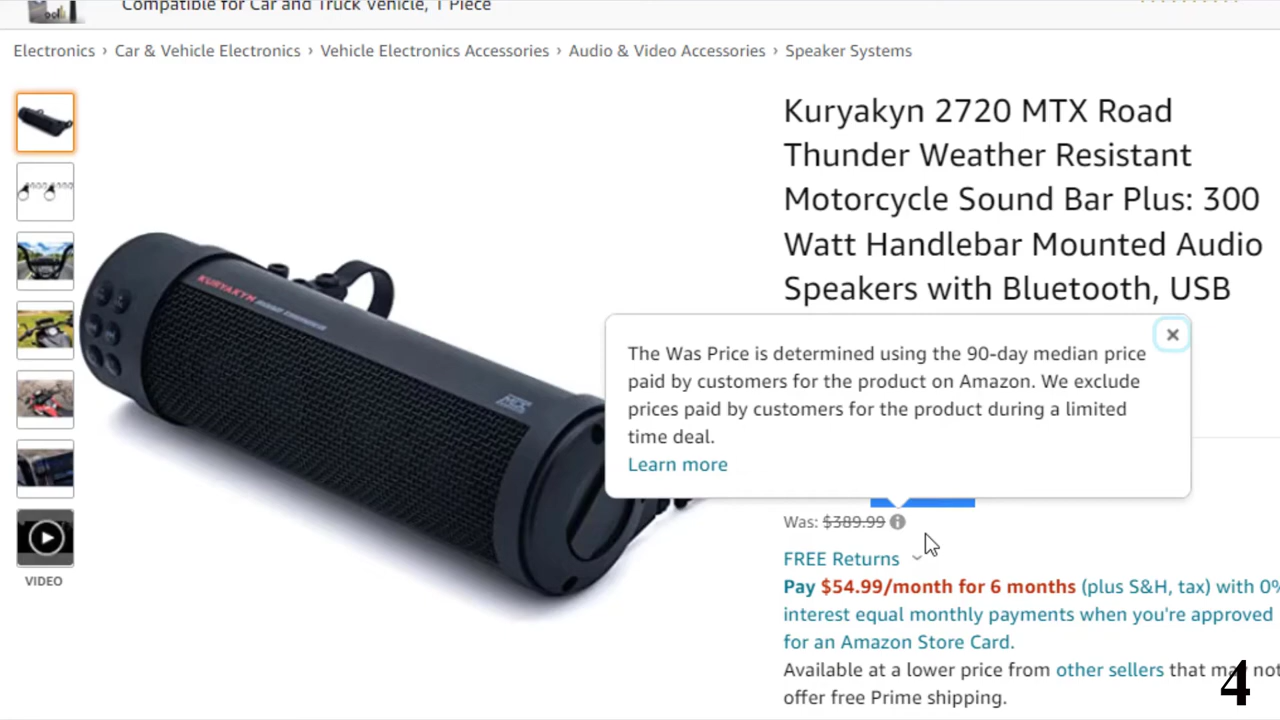 Compatible for Car and Truck Vehicle, 1 Piece
Electronics › Car & Vehicle Electronics › Vehicle Electronics Accessories › Audio & Video Accessories › Speaker Systems
Kuryakyn 2720 MTX Road
Thunder Weather Resistant
Motorcycle Sound Bar Plus: 300
Watt Handlebar Mounted Audio
Speakers with Bluetooth, USB
KURYAKYN ROAD THUNDER
MTX
The Was Price is determined using the 90-day median price
paid by customers for the product on Amazon. We exclude
prices paid by customers for the product during a limited
time deal.
Learn more
Was: $389.99
FREE Returns
Pay $54.99/month for 6 months (plus S&H, tax) with 0%
interest equal monthly payments when you're approved
for an Amazon Store Card.
Available at a lower price from other sellers that may not
offer free Prime shipping.
VIDEO
4